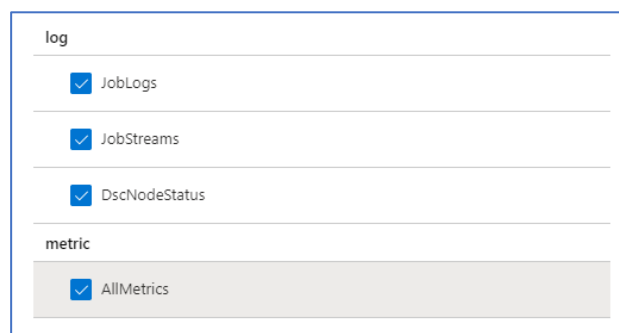 log
JobLogs
JobStreams
DscNodeStatus
metric
AllMetrics